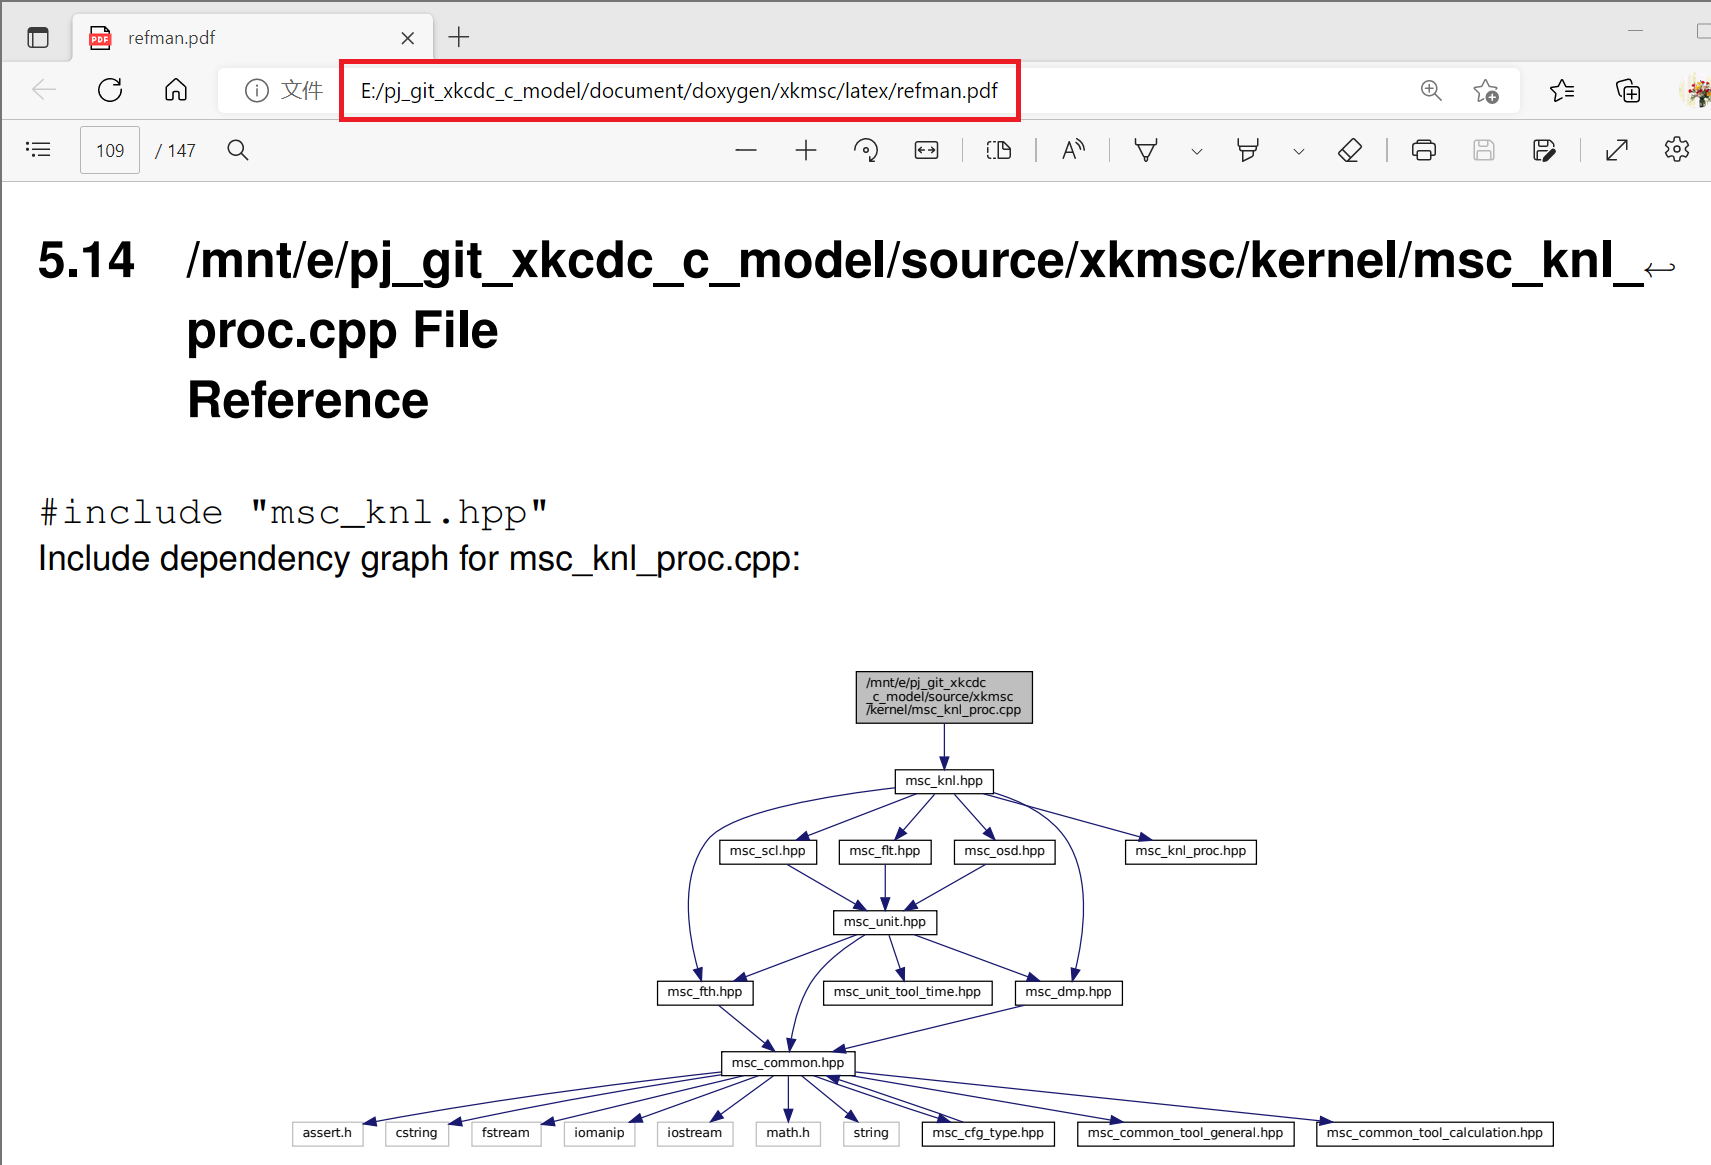 refman.pdf
文件
E:/pj_git_xkcdc_c_model/document/doxygen/xkmsc/latex/refman.pdf
109 / 147
5.14 /mnt/e/pj_git_xkcdc_c_model/source/xkmsc/kernel/msc_knl_↩
proc.cpp File
Reference
#include "msc_knl.hpp"
Include dependency graph for msc_knl_proc.cpp:
/mnt/e/pj_git_xkcdc
_c_model/source/xkmsc
/kernel/msc_knl_proc.cpp
msc_knl.hpp
msc_scl.hpp msc_flt.hpp msc_osd.hpp msc_knl_proc.hpp
msc_unit.hpp
msc_fth.hpp msc_unit_tool_time.hpp msc_dmp.hpp
msc_common.hpp
assert.h cstring fstream iomanip iostream math.h string msc_cfg_type.hpp msc_common_tool_general.hpp msc_common_tool_calculation.hpp